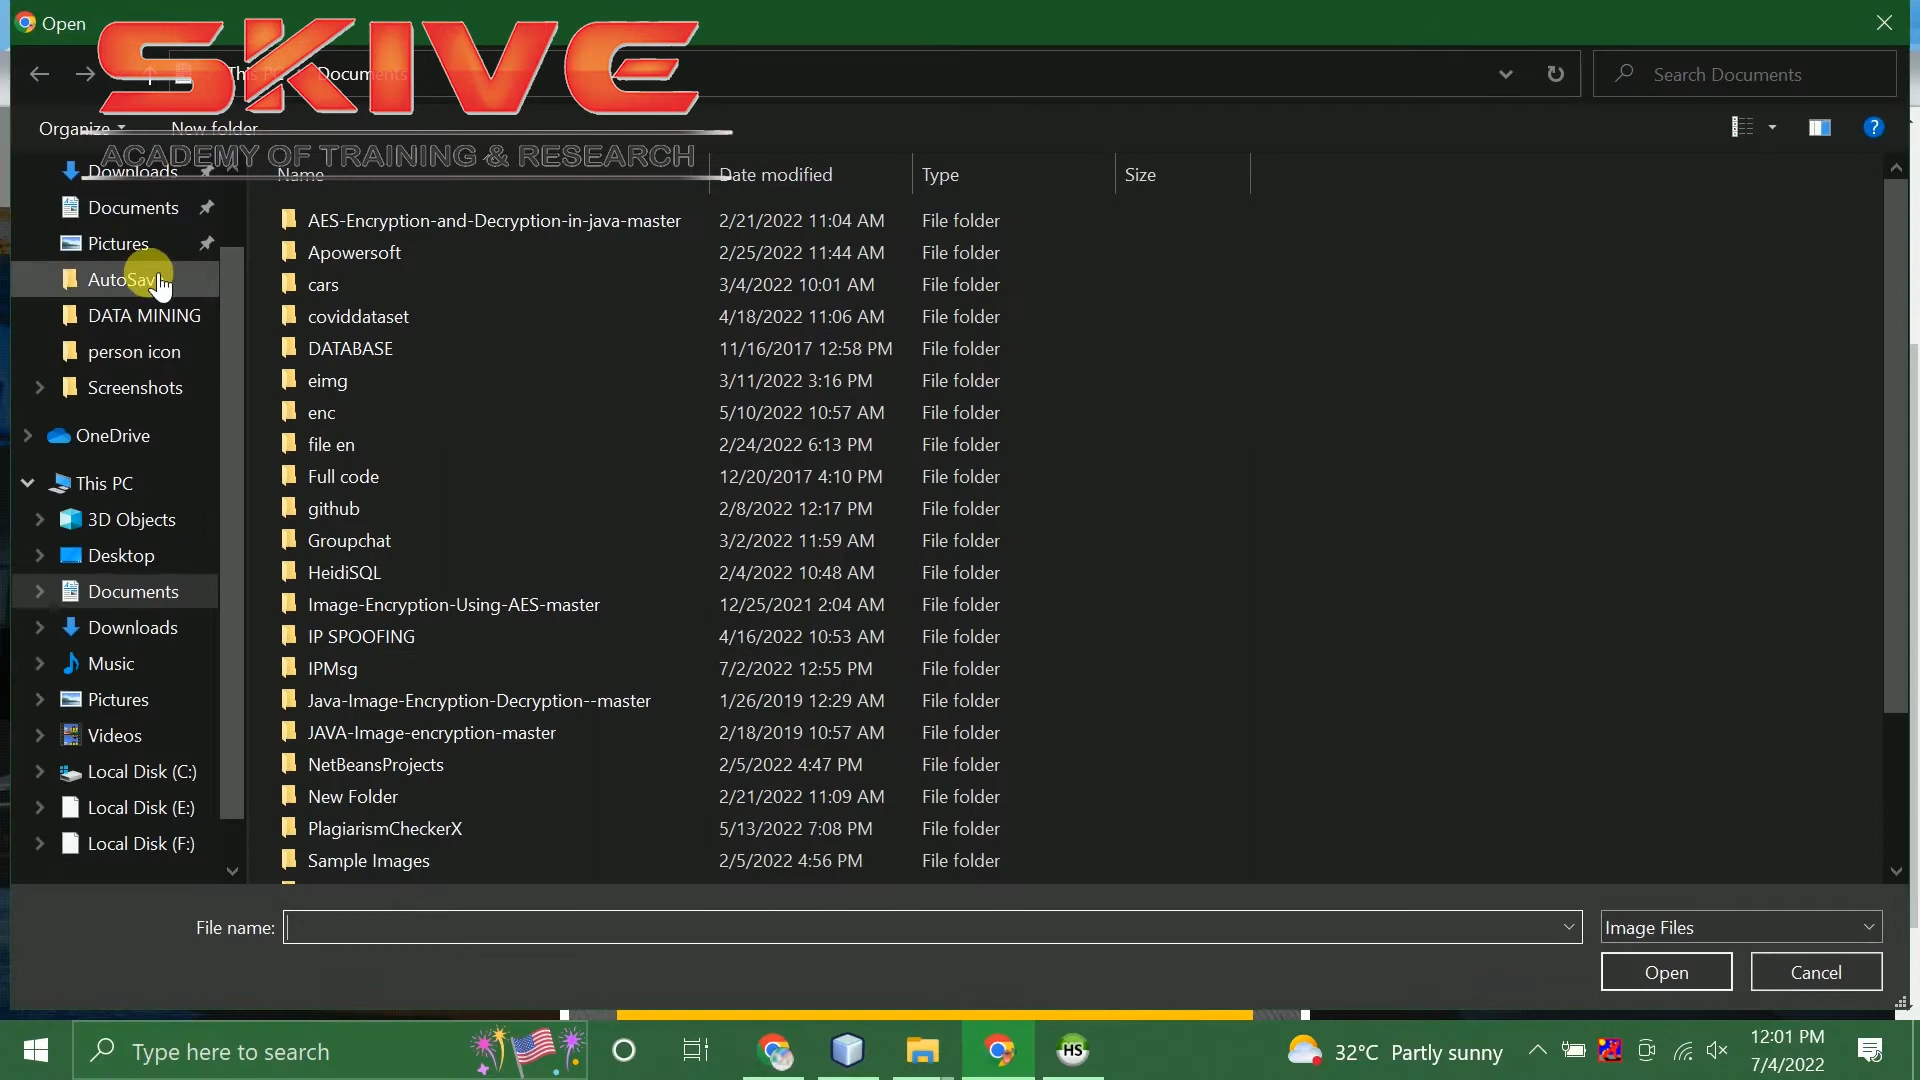 Open
SKIVE
This PC Documents
Search Documents
Organize New folder
ACADEMY OF TRAINING & RESEARCH
Name Date modified Type Size
Downloads
Documents
Pictures
AutoSave
DATA MINING
person icon
Screenshots
OneDrive
This PC
3D Objects
Desktop
Documents
Downloads
Music
Pictures
Videos
Local Disk (C:)
Local Disk (E:)
Local Disk (F:)
AES-Encryption-and-Decryption-in-java-master 2/21/2022 11:04 AM File folder
Apowersoft 2/25/2022 11:44 AM File folder
cars 3/4/2022 10:01 AM File folder
coviddataset 4/18/2022 11:06 AM File folder
DATABASE 11/16/2017 12:58 PM File folder
eimg 3/11/2022 3:16 PM File folder
enc 5/10/2022 10:57 AM File folder
file en 2/24/2022 6:13 PM File folder
Full code 12/20/2017 4:10 PM File folder
github 2/8/2022 12:17 PM File folder
Groupchat 3/2/2022 11:59 AM File folder
HeidiSQL 2/4/2022 10:48 AM File folder
Image-Encryption-Using-AES-master 12/25/2021 2:04 AM File folder
IP SPOOFING 4/16/2022 10:53 AM File folder
IPMsg 7/2/2022 12:55 PM File folder
Java-Image-Encryption-Decryption--master 1/26/2019 12:29 AM File folder
JAVA-Image-encryption-master 2/18/2019 10:57 AM File folder
NetBeansProjects 2/5/2022 4:47 PM File folder
New Folder 2/21/2022 11:09 AM File folder
PlagiarismCheckerX 5/13/2022 7:08 PM File folder
Sample Images 2/5/2022 4:56 PM File folder
File name: Image Files
Open Cancel
Type here to search HS 32°C Partly sunny 12:01 PM
7/4/2022